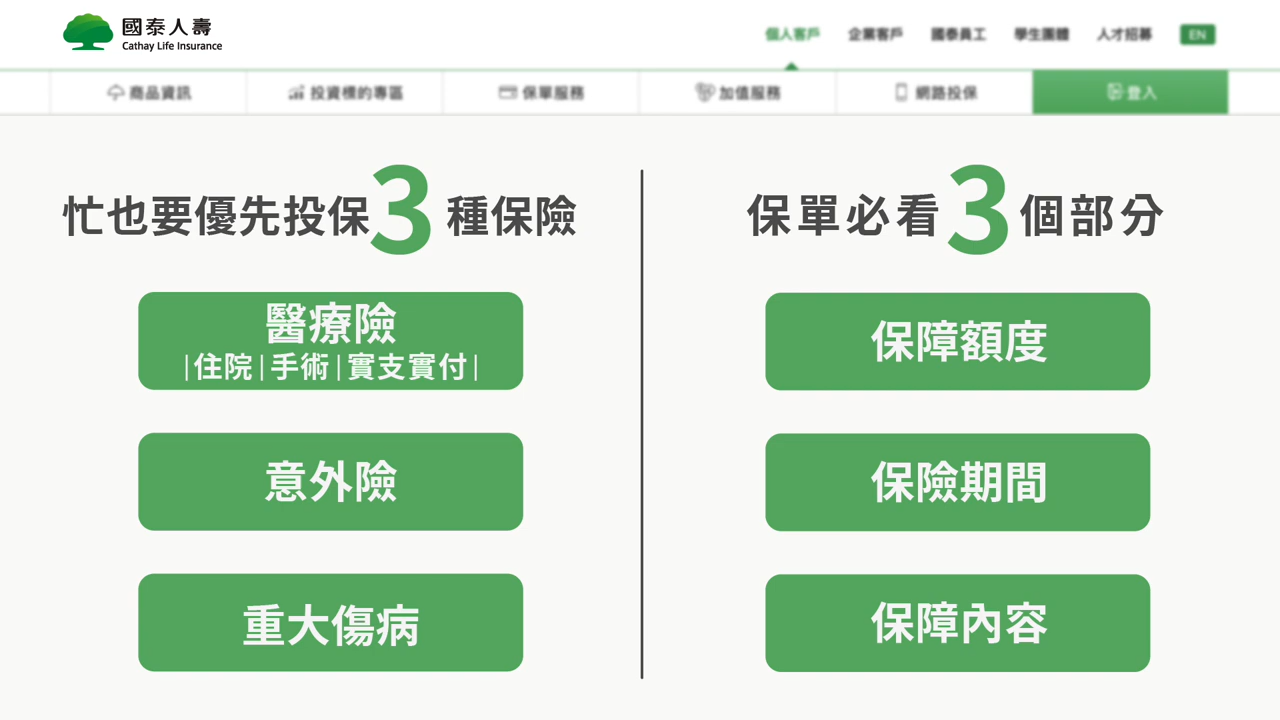 國泰人壽
Cathay Life Insurance
個人客戶 企業客戶 國泰員工 學生團體 人才招募 EN
商品資訊 投資標的專區 保單服務 加值服務 網路投保 登入
忙也要優先投保3種保險
醫療險
|住院|手術|實支實付|
意外險
重大傷病
保單必看3個部分
保障額度
保險期間
保障內容